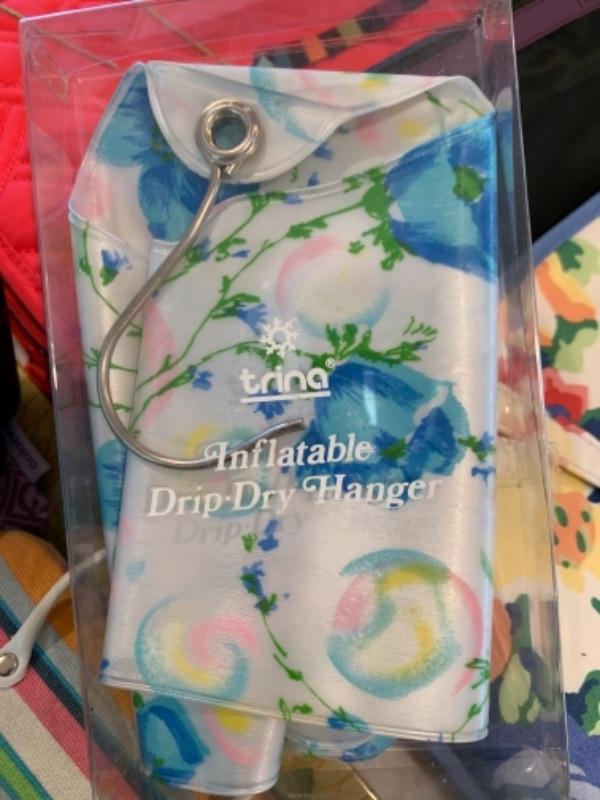 trina®
Inflatable
Drip·Dry Hanger